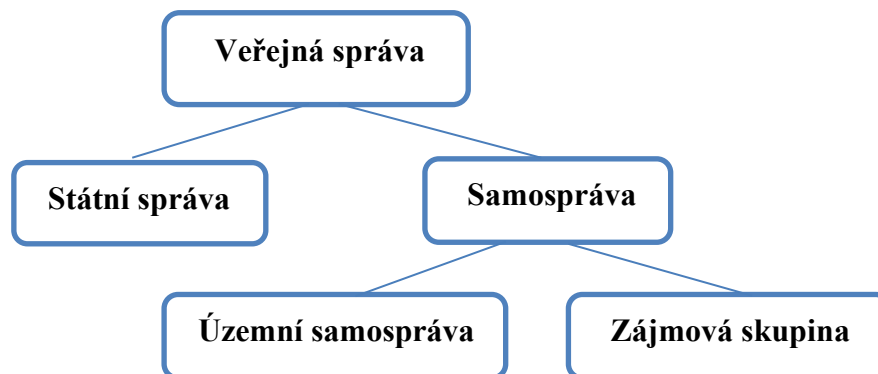 Veřejná správa
Státní správa
Samospráva
Územní samospráva
Zájmová skupina